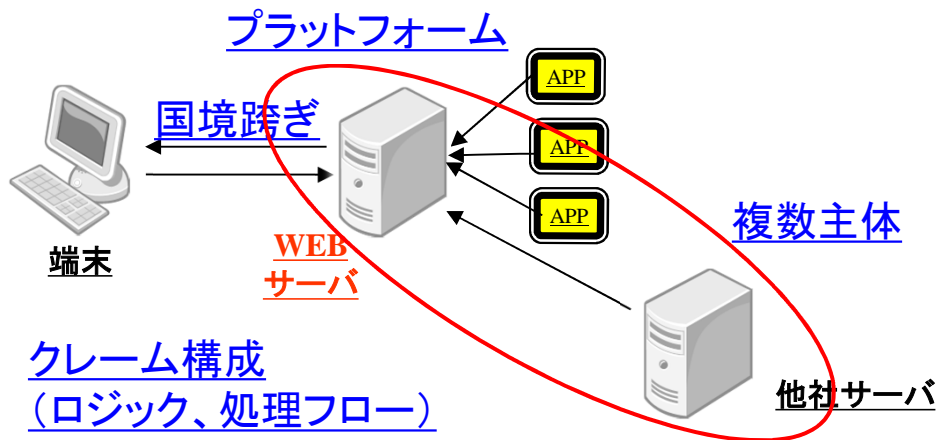 プラットフォーム
APP
国境跨ぎ
APP
APP
複数主体
端末
WEB
サーバ
クレーム構成
（ロジック、処理フロー）
他社サーバ